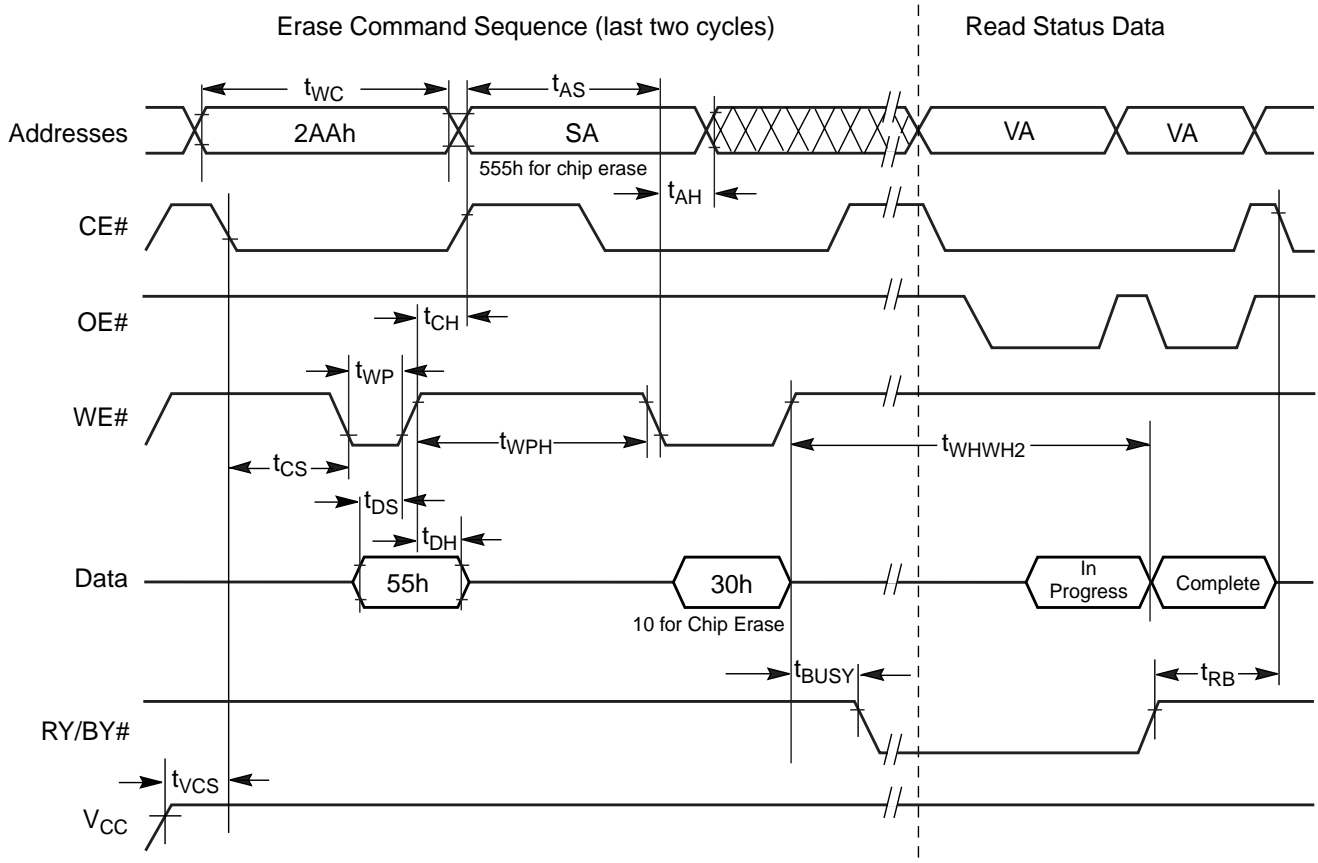 Erase Command Sequence (last two cycles)
Read Status Data
tWC
tAS
Addresses
2AAh
SA
VA
VA
555h for chip erase
tAH
CE#
OE#
tCH
tWP
WE#
tWPH
tWHWH2
tCS
tDS
tDH
Data
55h
30h
In
Progress
Complete
10 for Chip Erase
tBUSY
tRB
RY/BY#
tVCS
VCC